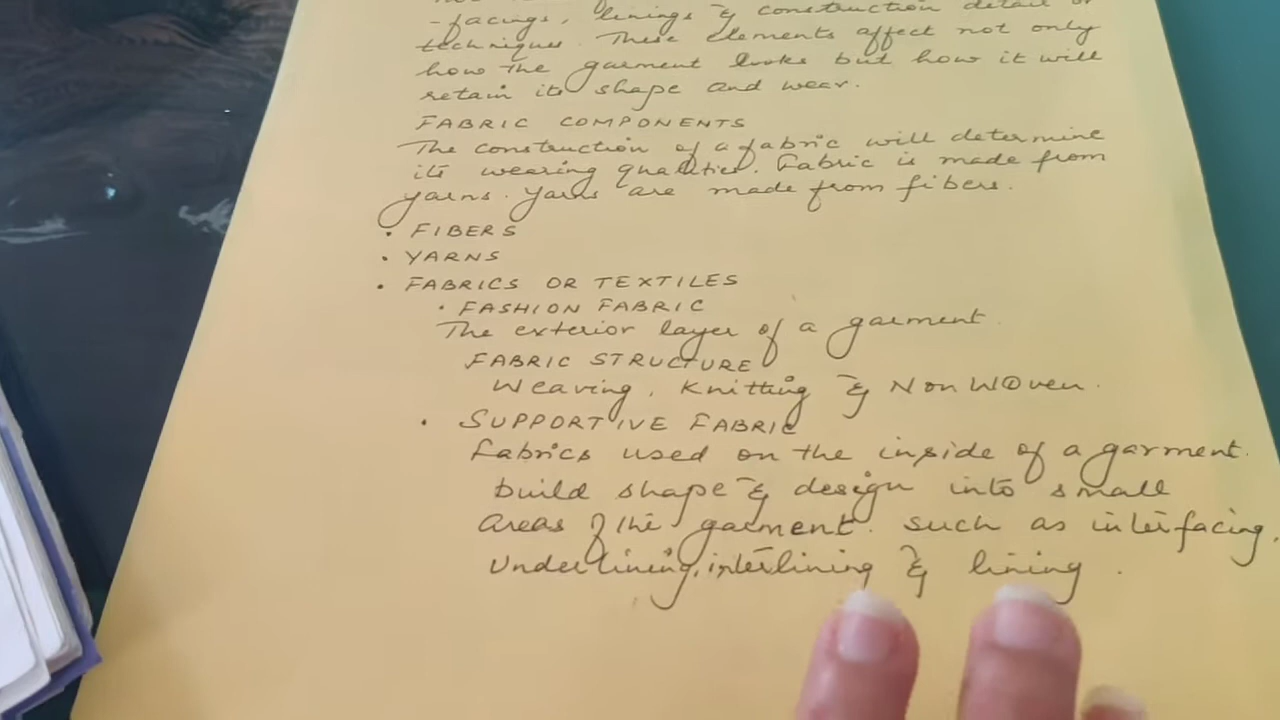 -facings, linings & construction detail or
techniques. These elements affect not only
how the garment looks but how it will
retain its shape and wear.
FABRIC COMPONENTS
The construction of a fabric will determine
its wearing qualities. Fabric is made from
yarns. Yarns are made from fibers.
• FIBERS
• YARNS
• FABRICS OR TEXTILES
• FASHION FABRIC
The exterior layer of a garment
FABRIC STRUCTURE
Weaving, Knitting & Non Woven.
• SUPPORTIVE FABRIC
Fabrics used on the inside of a garment.
build shape & design into small
areas of the garment. such as interfacing,
Underlining, interlining & lining.